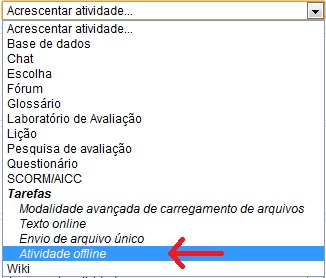 Acrescentar atividade...
Acrescentar atividade...
Base de dados
Chat
Escolha
Fórum
Glossário
Laboratório de Avaliação
Lição
Pesquisa de avaliação
Questionário
SCORM/AICC
Tarefas
Modalidade avançada de carregamento de arquivos
Texto online
Envio de arquivo único
Atividade offline
Wiki